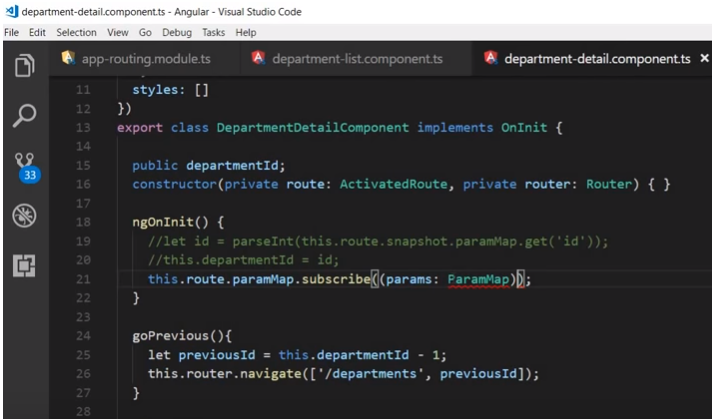 department-detail.component.ts - Angular - Visual Studio Code
File Edit Selection View Go Debug Tasks Help
app-routing.module.ts department-list.component.ts department-detail.component.ts ×
11 styles: []
12 })
13 export class DepartmentDetailComponent implements OnInit {
14
15 public departmentId;
16 constructor(private route: ActivatedRoute, private router: Router) { }
17
18 ngOnInit() {
19 //let id = parseInt(this.route.snapshot.paramMap.get('id'));
20 //this.departmentId = id;
21 this.route.paramMap.subscribe((params: ParamMap));
22 }
23
24 goPrevious(){
25 let previousId = this.departmentId - 1;
26 this.router.navigate(['/departments', previousId]);
27 }
28
33